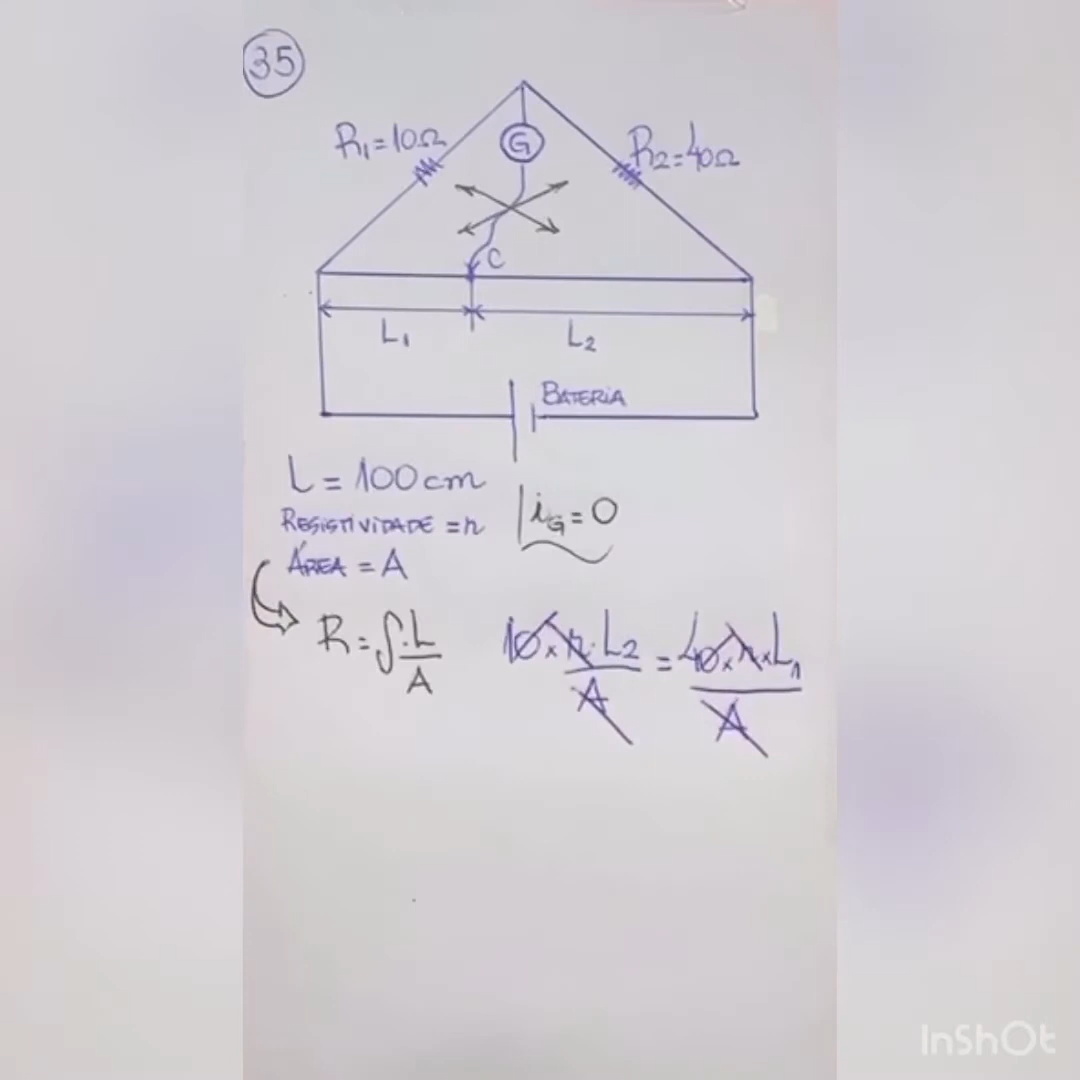 35
R₁=10Ω
G
R₂=40Ω
C
L₁
L₂
BATERIA
L = 100cm
RESISTIVIDADE = r
iG = 0
ÁREA = A
R = ∫·L/A
10×r·L₂/A = 40×r×L₁/A
InShOt